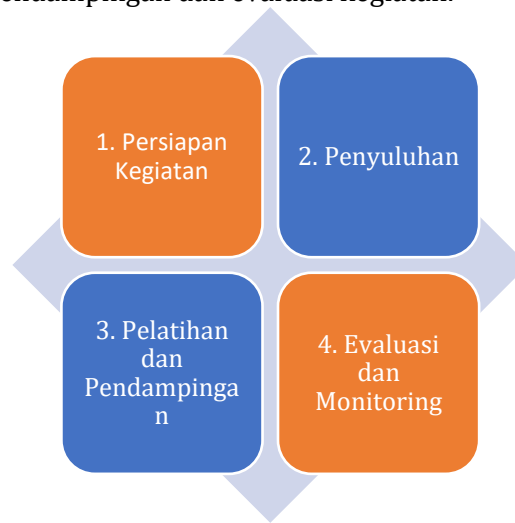 endampingan dan evaluasi kegiatan.
1. Persiapan
Kegiatan
2. Penyuluhan
3. Pelatihan
dan
Pendampinga
n
4. Evaluasi
dan
Monitoring